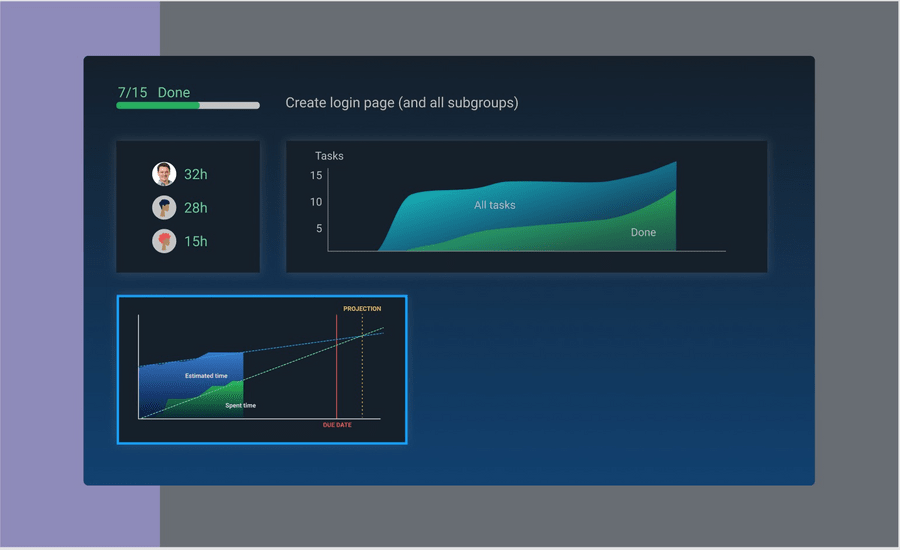 7/15 Done
Create login page (and all subgroups)
32h
28h
15h
Tasks
15
10
5
All tasks
Done
PROJECTION
Estimated time
Spent time
DUE DATE